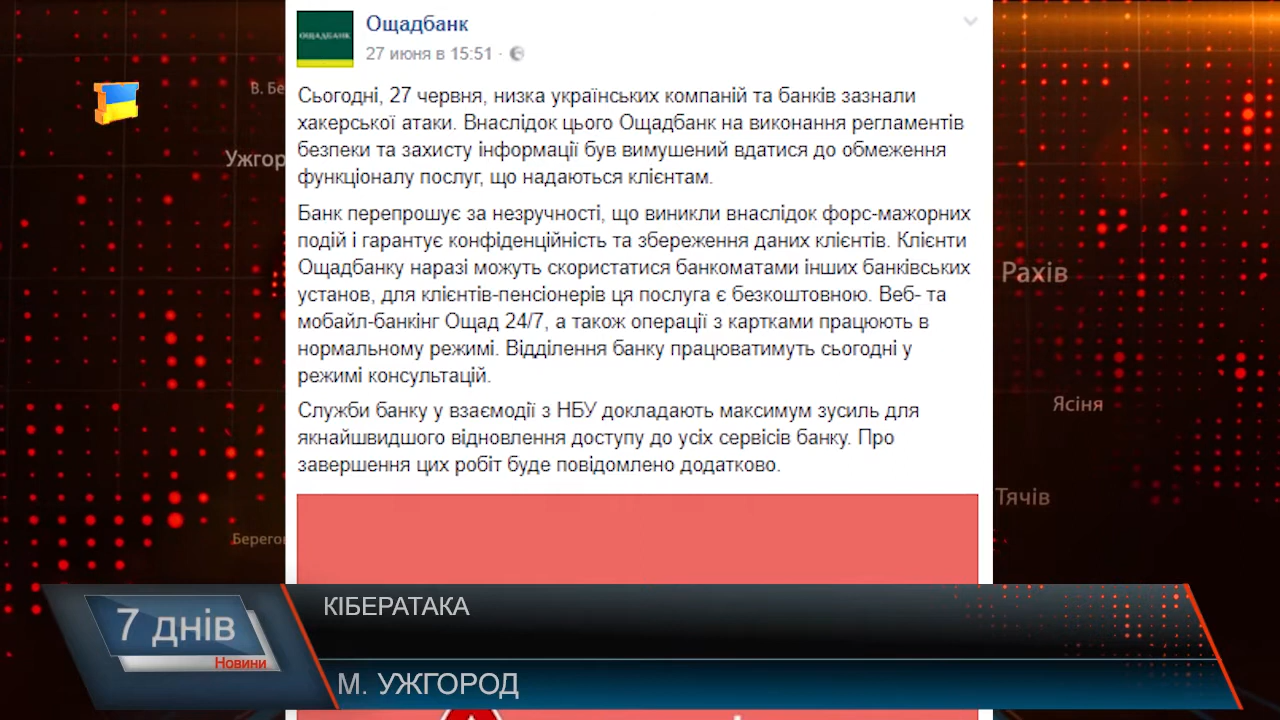 ОЩАДБАНК
Ощадбанк
27 июня в 15:51 ·
В. Бе
Ужгор
Сьогодні, 27 червня, низка українських компаній та банків зазнали
хакерської атаки. Внаслідок цього Ощадбанк на виконання регламентів
безпеки та захисту інформації був вимушений вдатися до обмеження
функціоналу послуг, що надаються клієнтам.
Банк перепрошує за незручності, що виникли внаслідок форс-мажорних
подій і гарантує конфіденційність та збереження даних клієнтів. Клієнти
Ощадбанку наразі можуть скористатися банкоматами інших банківських
установ, для клієнтів-пенсіонерів ця послуга є безкоштовною. Веб- та
мобайл-банкінг Ощад 24/7, а також операції з картками працюють в
нормальному режимі. Відділення банку працюватимуть сьогодні у
режимі консультацій.
Служби банку у взаємодії з НБУ докладають максимум зусиль для
якнайшвидшого відновлення доступу до усіх сервісів банку. Про
завершення цих робіт буде повідомлено додатково.
Рахів
Ясіня
Тячів
Берего
7 днів
Новини
КІБЕРАТАКА
М. УЖГОРОД